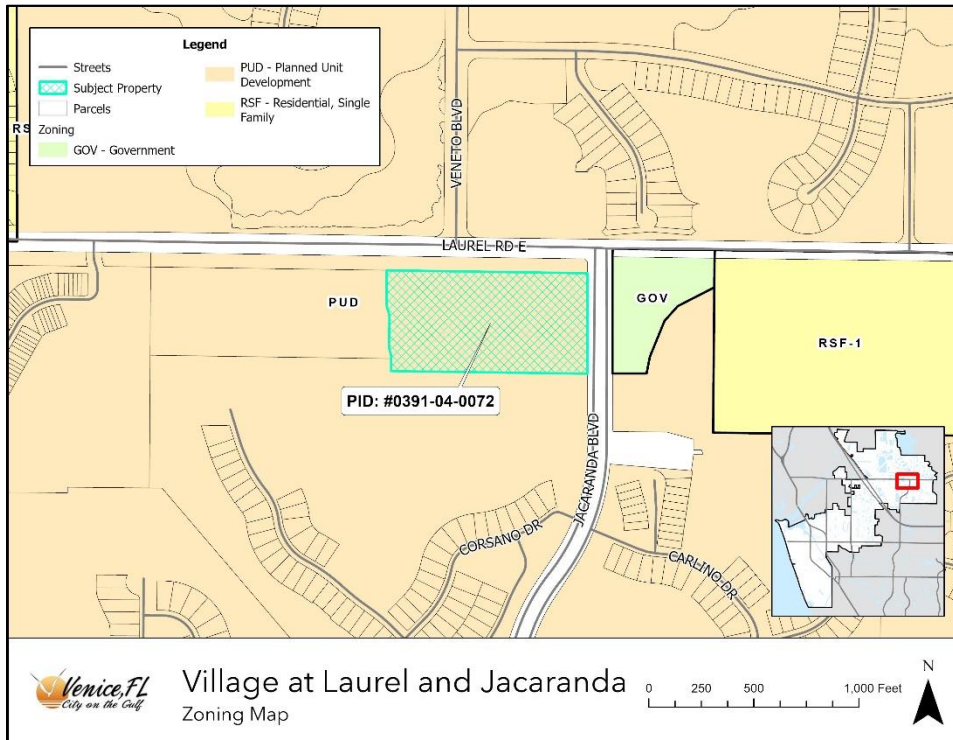 Legend
Streets
Subject Property
Parcels
Zoning
GOV - Government
PUD - Planned Unit
Development
RSF - Residential, Single
Family
RS
VENETO BLVD
LAUREL RD E
PUD
GOV
RSF-1
PID: #0391-04-0072
JACARANDA BLVD
CORSANO DR
CARLINO DR
Venice, FL
City on the Gulf
Village at Laurel and Jacaranda
Zoning Map
0 250 500 1,000 Feet
N